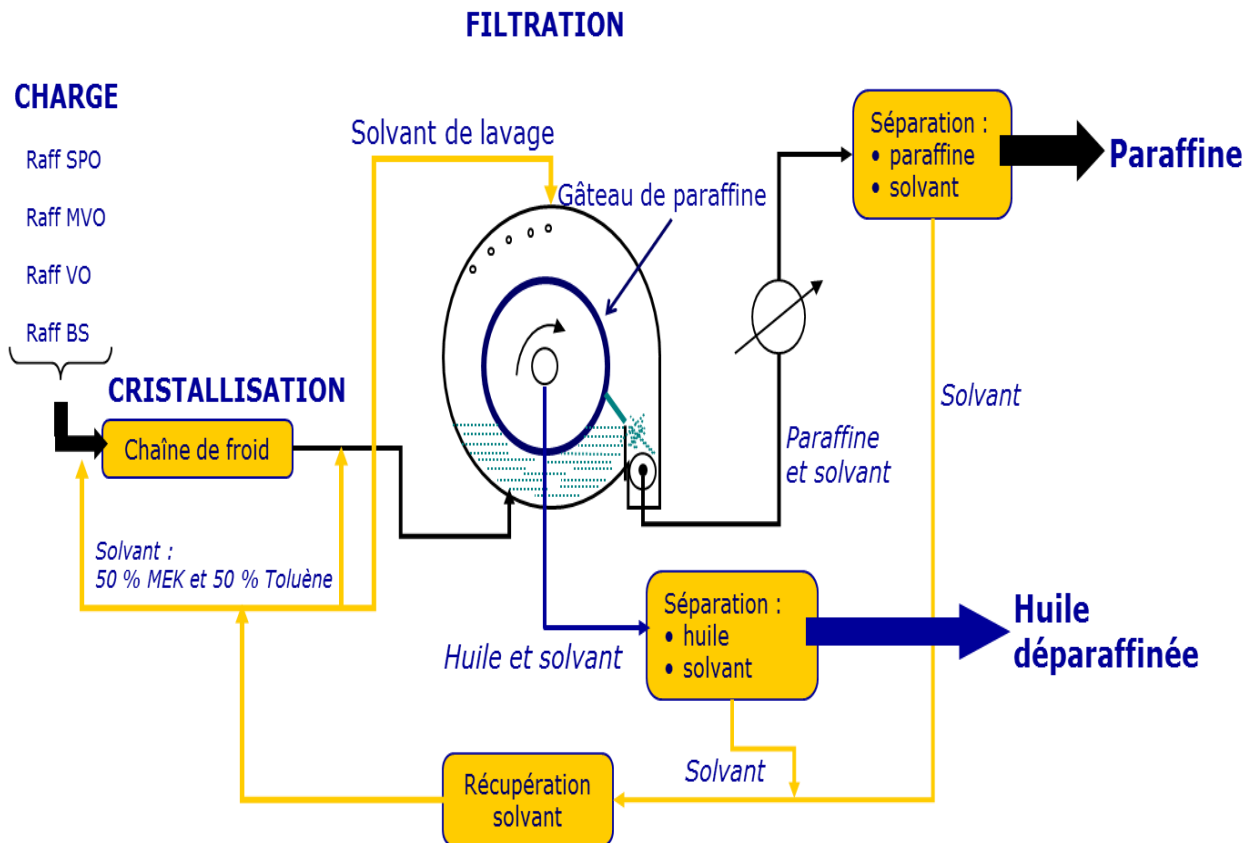 FILTRATION
CHARGE
Raff SPO
Raff MVO
Raff VO
Raff BS
Solvant de lavage
Gâteau de paraffine
Séparation :
• paraffine
• solvant
Paraffine
CRISTALLISATION
Chaîne de froid
Solvant
Paraffine
et solvant
Solvant :
50 % MEK et 50 % Toluène
Huile et solvant
Séparation :
• huile
• solvant
Huile
déparaffinée
Solvant
Récupération
solvant